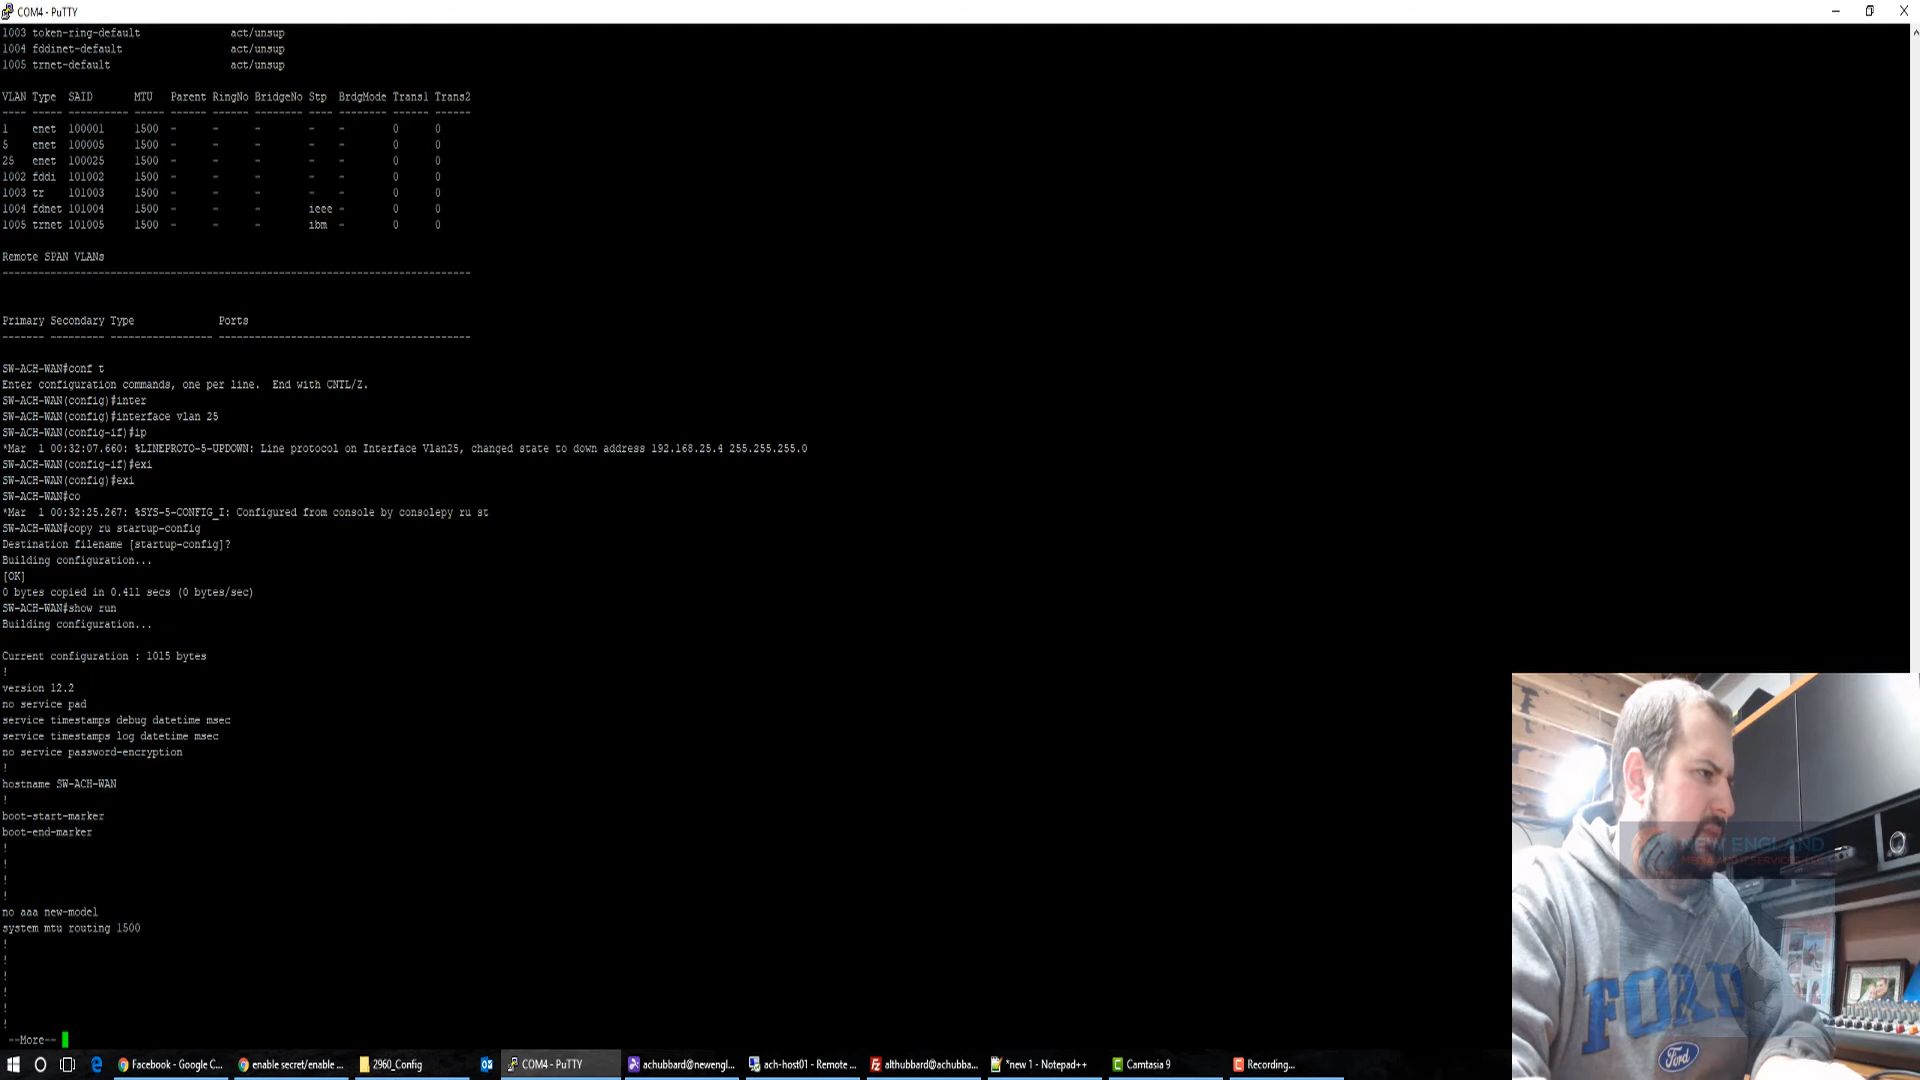 COM4 - PuTTY
1003 token-ring-default act/unsup
1004 fddinet-default act/unsup
1005 trnet-default act/unsup
VLAN Type SAID MTU Parent RingNo BridgeNo Stp BrdgMode Trans1 Trans2
---- ----- ---------- ----- ------ ------ -------- ---- -------- ------ ------
1 enet 100001 1500 - - - - - 0 0
5 enet 100005 1500 - - - - - 0 0
25 enet 100025 1500 - - - - - 0 0
1002 fddi 101002 1500 - - - - - 0 0
1003 tr 101003 1500 - - - - - 0 0
1004 fdnet 101004 1500 - - - ieee - 0 0
1005 trnet 101005 1500 - - - ibm - 0 0
Remote SPAN VLANs
------------------------------------------------------------------------------
Primary Secondary Type Ports
------- --------- ----------------- ------------------------------------------
SW-ACH-WAN#conf t
Enter configuration commands, one per line. End with CNTL/Z.
SW-ACH-WAN(config)#inter
SW-ACH-WAN(config)#interface vlan 25
SW-ACH-WAN(config-if)#ip
*Mar 1 00:32:07.660: %LINEPROTO-5-UPDOWN: Line protocol on Interface Vlan25, changed state to down address 192.168.25.4 255.255.255.0
SW-ACH-WAN(config-if)#exi
SW-ACH-WAN(config)#exi
SW-ACH-WAN#co
*Mar 1 00:32:25.267: %SYS-5-CONFIG_I: Configured from console by consolepy ru st
SW-ACH-WAN#copy ru startup-config
Destination filename [startup-config]?
Building configuration...
[OK]
0 bytes copied in 0.411 secs (0 bytes/sec)
SW-ACH-WAN#show run
Building configuration...
Current configuration : 1015 bytes
!
version 12.2
no service pad
service timestamps debug datetime msec
service timestamps log datetime msec
no service password-encryption
!
hostname SW-ACH-WAN
!
boot-start-marker
boot-end-marker
!
!
!
!
no aaa new-model
system mtu routing 1500
!
!
!
!
!
!
--More--
NEW ENGLAND
MEDIA AND IT SERVICES, LLC
FORD
Ford
Facebook - Google C...
enable secret/enable ...
2960_Config
COM4 - PuTTY
achubbard@newengl...
ach-host01 - Remote ...
althubbard@achubba...
*new 1 - Notepad++
Camtasia 9
Recording...